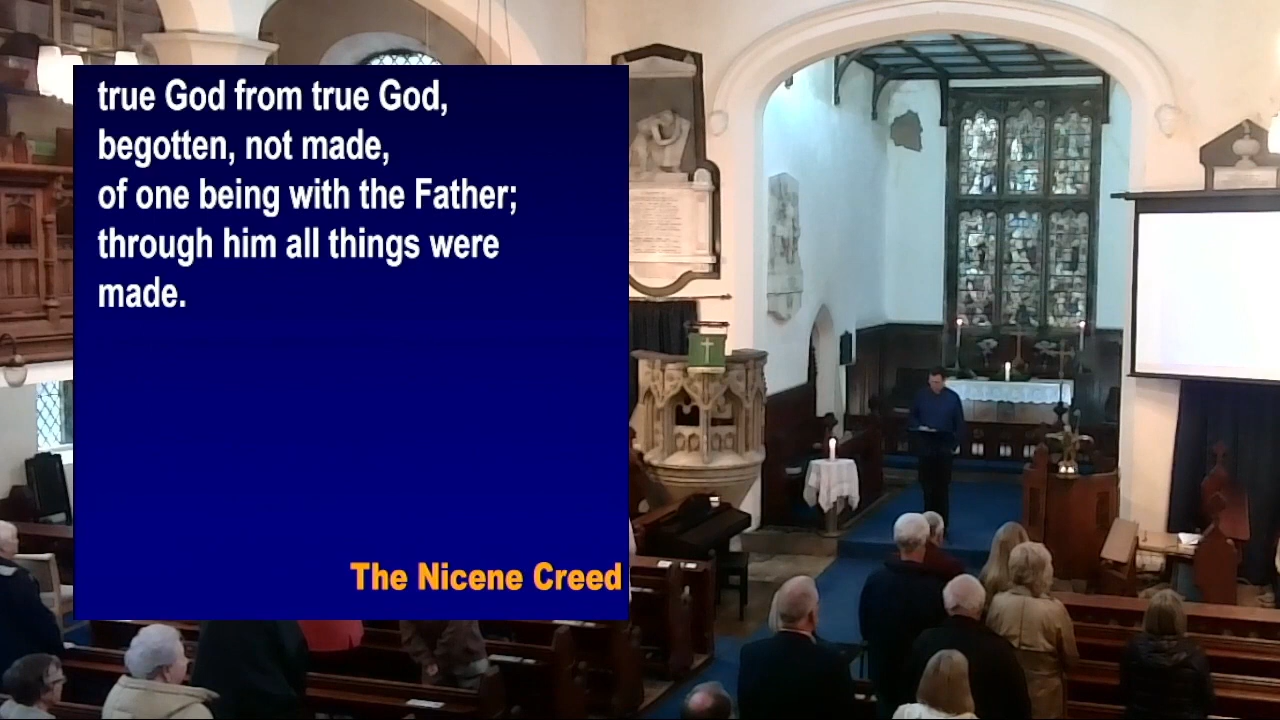 true God from true God,
begotten, not made,
of one being with the Father;
through him all things were
made.
The Nicene Creed